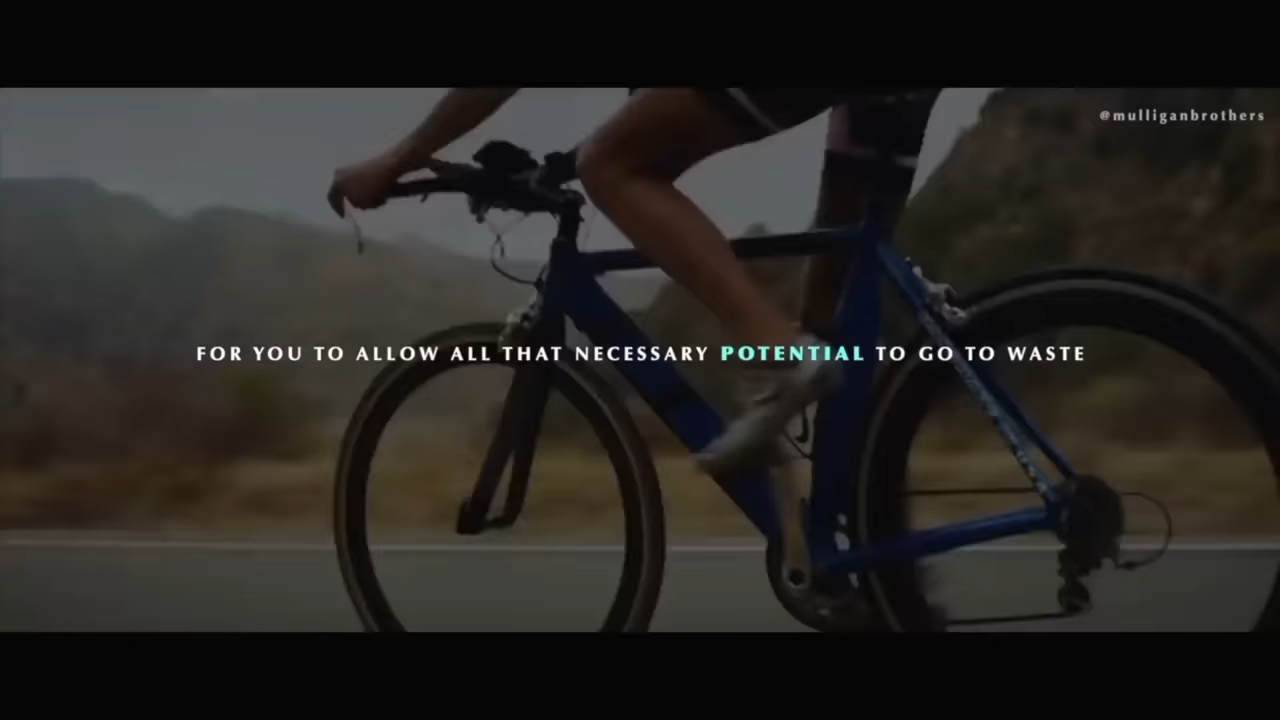 @mulliganbrothers
FOR YOU TO ALLOW ALL THAT NECESSARY POTENTIAL TO GO TO WASTE